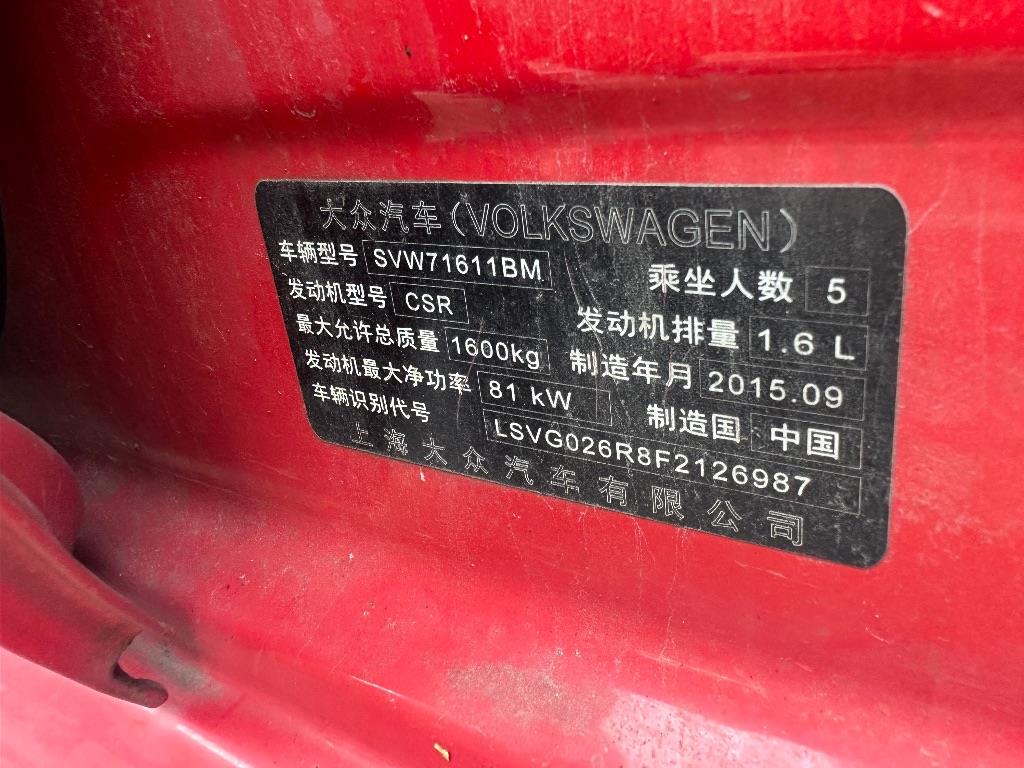 大众汽车(VOLKSWAGEN)
车辆型号 SVW71611BM 乘坐人数 5
发动机型号 CSR 发动机排量 1.6 L
最大允许总质量 1600kg 制造年月 2015.09
发动机最大净功率 81 kW 制造国 中国
车辆识别代号 LSVG026R8F2126987
上海大众汽车有限公司